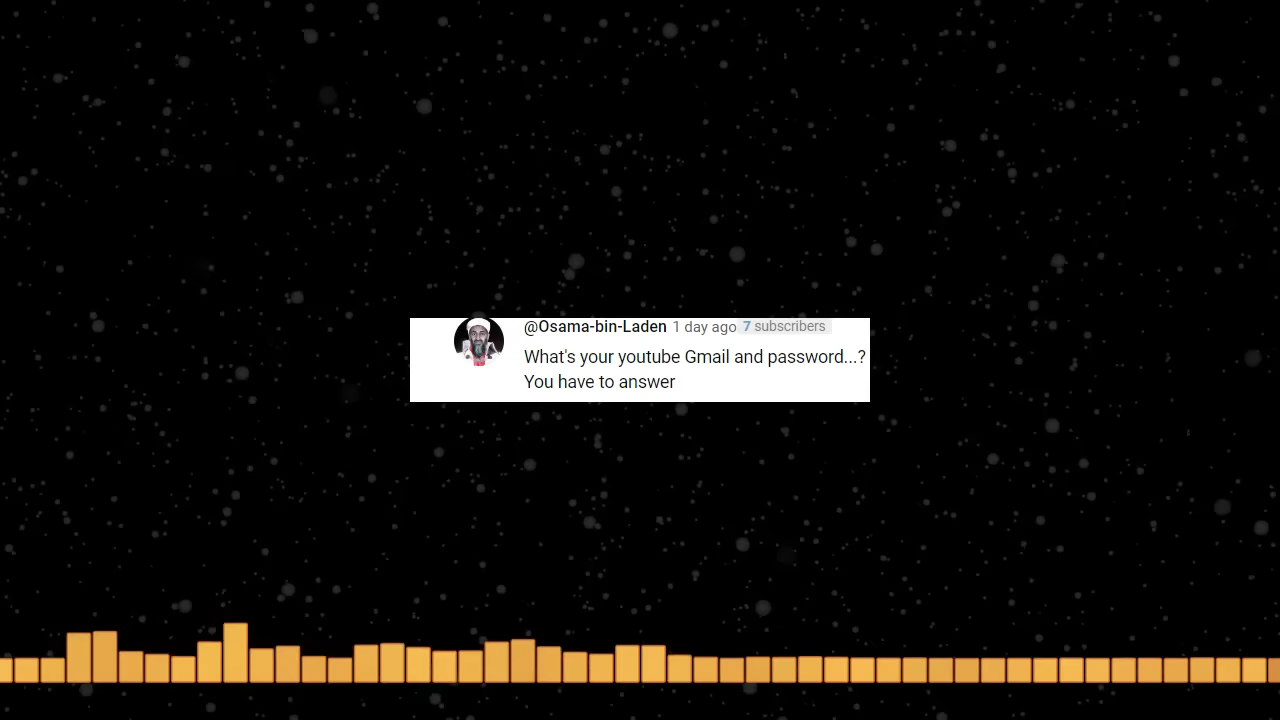 @Osama-bin-Laden 1 day ago 7 subscribers
What's your youtube Gmail and password...?
You have to answer